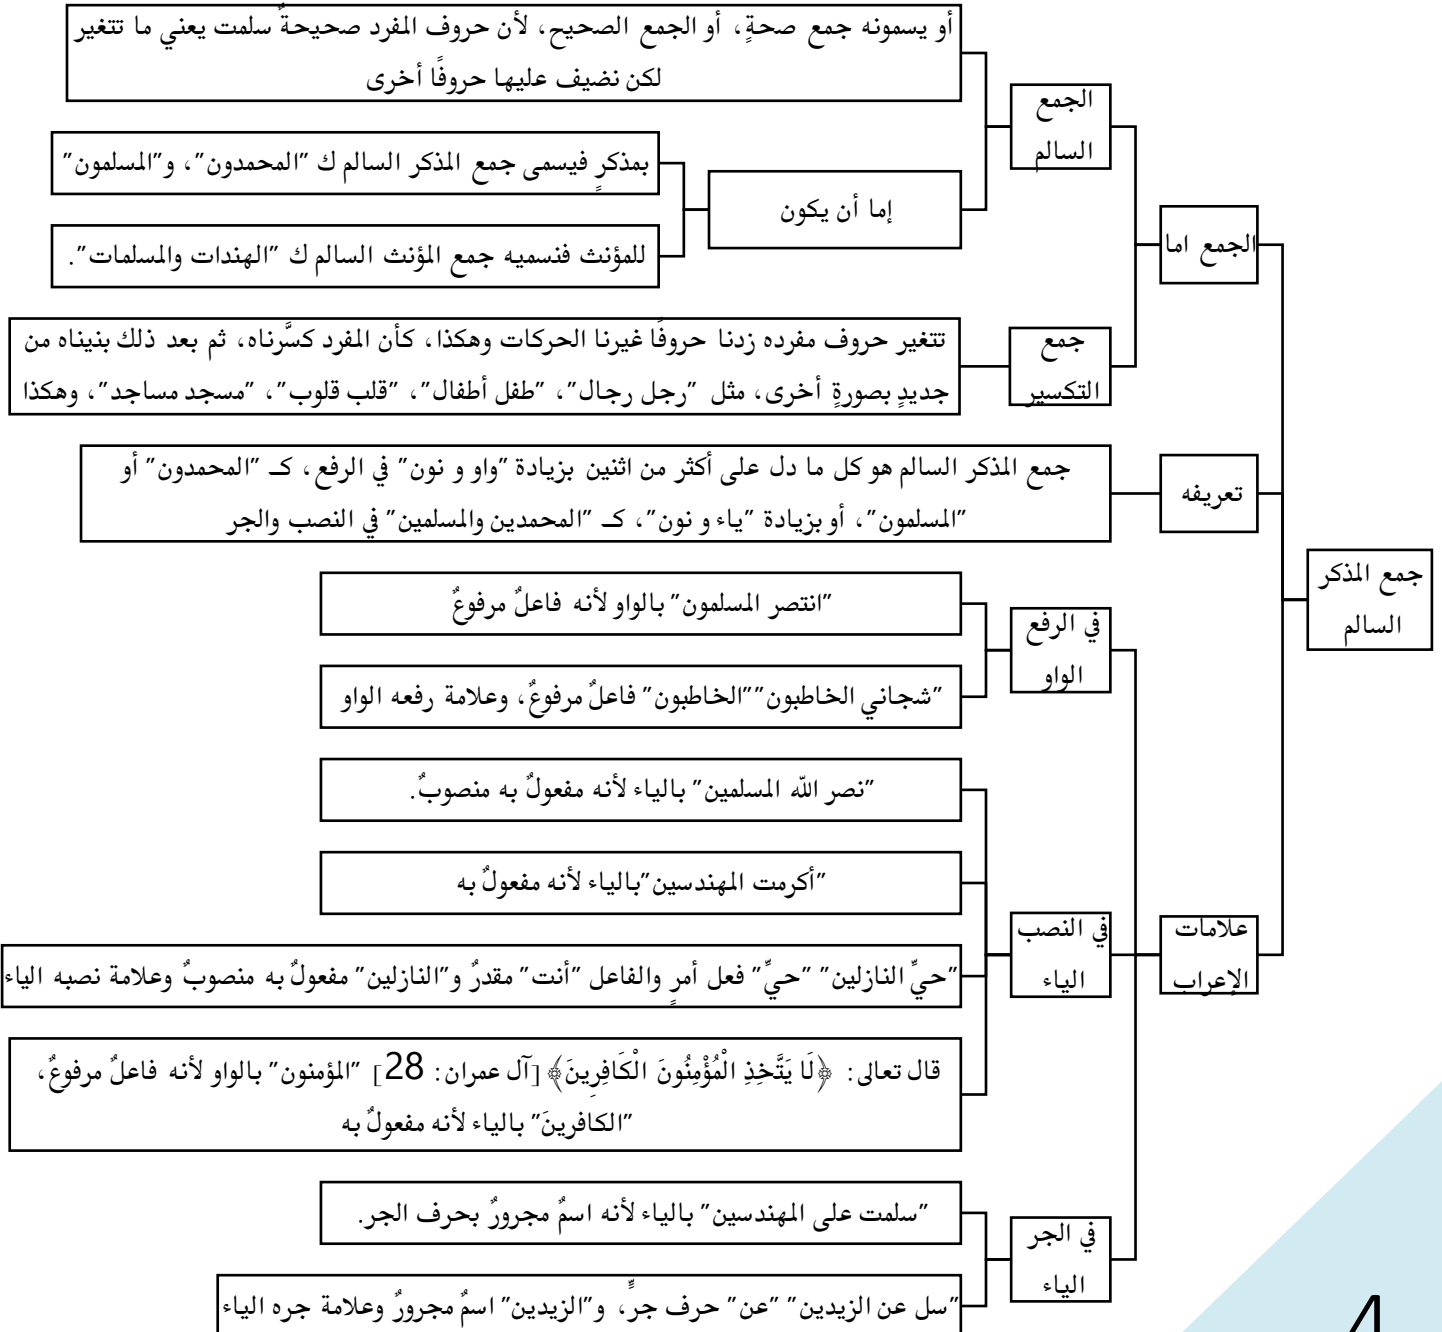 جمع المذكر
السالم
الجمع اما
الجمع
السالم
أو يسمونه جمع صحةٍ، أو الجمع الصحيح، لأن حروف المفرد صحيحةٌ سلمت يعني ما تتغير
لكن نضيف عليها حروفًا أخرى
إما أن يكون
بمذكرٍ فيسمى جمع المذكر السالم ك "المحمدون"، و"المسلمون"
للمؤنث فنسميه جمع المؤنث السالم ك "الهندات والمسلمات".
جمع
التكسير
تتغير حروف مفرده زدنا حروفًا غيرنا الحركات وهكذا، كأن المفرد كسَّرناه، ثم بعد ذلك بنيناه من
جديدٍ بصورةٍ أخرى، مثل "رجل رجال"، "طفل أطفال"، "قلب قلوب"، "مسجد مساجد"، وهكذا
تعريفه
جمع المذكر السالم هو كل ما دل على أكثر من اثنين بزيادة "واو و نون" في الرفع، كـ "المحمدون" أو
"المسلمون"، أو بزيادة "ياء و نون"، كـ "المحمدين والمسلمين" في النصب والجر
علامات
الإعراب
في الرفع
الواو
"انتصر المسلمون" بالواو لأنه فاعلٌ مرفوعٌ
"شجاني الخاطبون""الخاطبون" فاعلٌ مرفوعٌ، وعلامة رفعه الواو
في النصب
الياء
"نصر الله المسلمين" بالياء لأنه مفعولٌ به منصوبٌ.
"أكرمت المهندسين"بالياء لأنه مفعولٌ به
"حيِّ النازلين" "حيِّ" فعل أمرٍ والفاعل "أنت" مقدرٌ و"النازلين" مفعولٌ به منصوبٌ وعلامة نصبه الياء
قال تعالى: ﴿لَا يَتَّخِذِ الْمُؤْمِنُونَ الْكَافِرِينَ﴾ [آل عمران: 28] "المؤمنون" بالواو لأنه فاعلٌ مرفوعٌ،
"الكافرينَ" بالياء لأنه مفعولٌ به
في الجر
الياء
"سلمت على المهندسين" بالياء لأنه اسمٌ مجرورٌ بحرف الجر.
"سل عن الزيدين" "عن" حرف جرٍّ، و"الزيدين" اسمٌ مجرورٌ وعلامة جره الياء
4